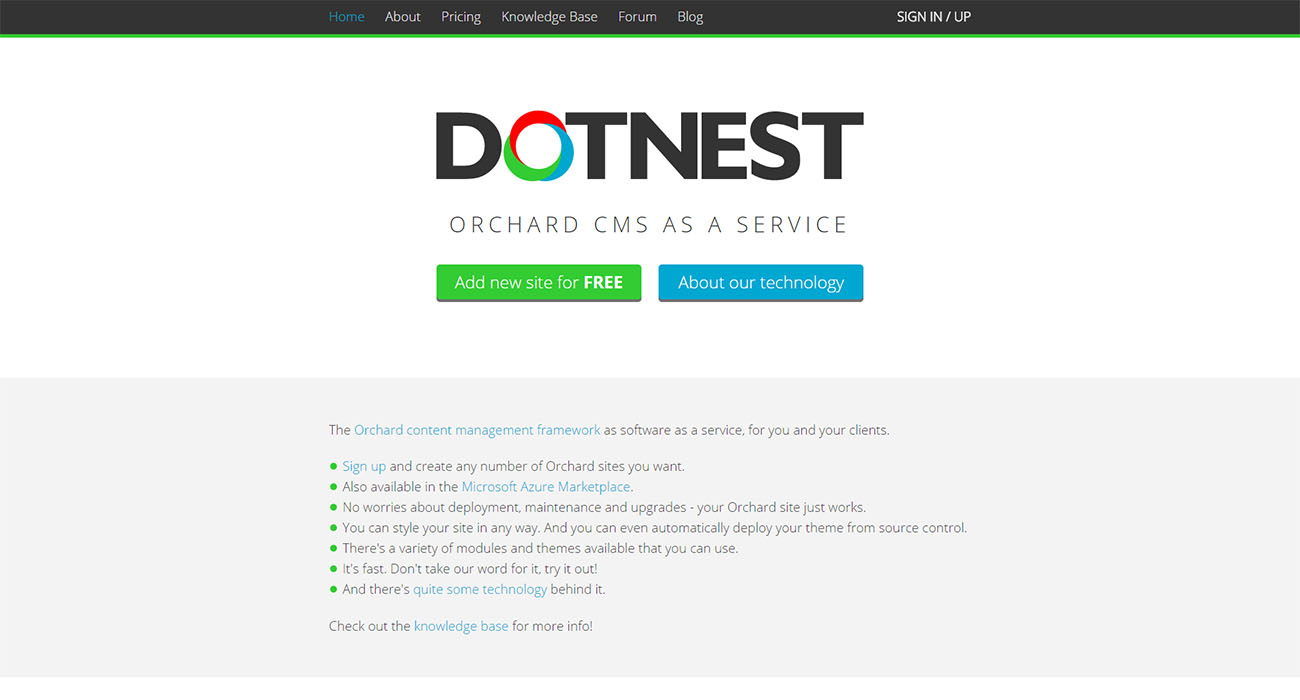 Home About Pricing Knowledge Base Forum Blog SIGN IN / UP
DOTNEST
ORCHARD CMS AS A SERVICE
Add new site for FREE About our technology
The Orchard content management framework as software as a service, for you and your clients.
Sign up and create any number of Orchard sites you want.
Also available in the Microsoft Azure Marketplace.
No worries about deployment, maintenance and upgrades - your Orchard site just works.
You can style your site in any way. And you can even automatically deploy your theme from source control.
There's a variety of modules and themes available that you can use.
It's fast. Don't take our word for it, try it out!
And there's quite some technology behind it.
Check out the knowledge base for more info!